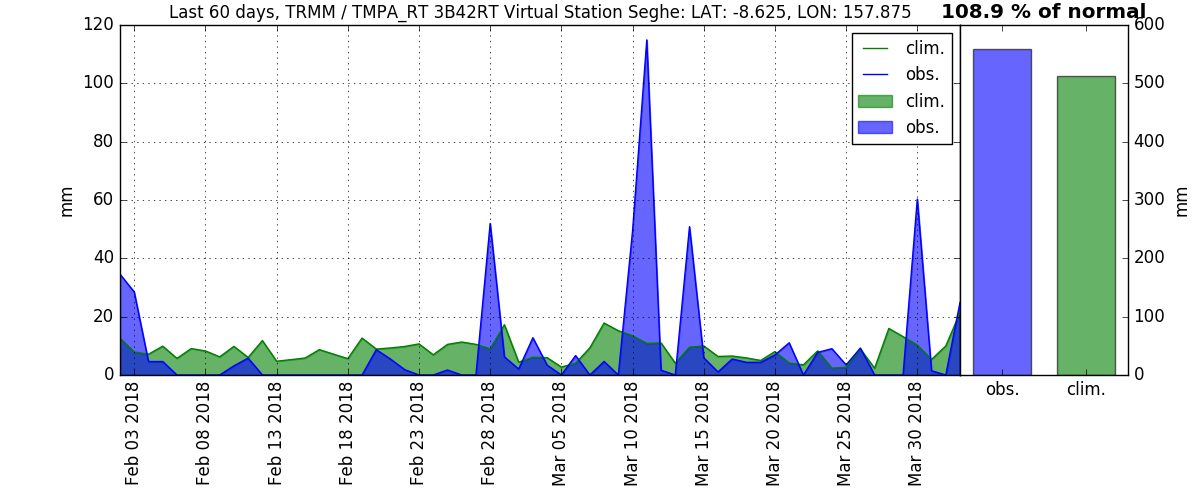 Last 60 days, TRMM / TMPA_RT 3B42RT Virtual Station Seghe: LAT: -8.625, LON: 157.875
108.9 % of normal
120
100
80
60
40
20
0
mm
clim.
obs.
clim.
obs.
600
500
400
300
200
100
0
mm
obs.
clim.
Feb 03 2018
Feb 08 2018
Feb 13 2018
Feb 18 2018
Feb 23 2018
Feb 28 2018
Mar 05 2018
Mar 10 2018
Mar 15 2018
Mar 20 2018
Mar 25 2018
Mar 30 2018